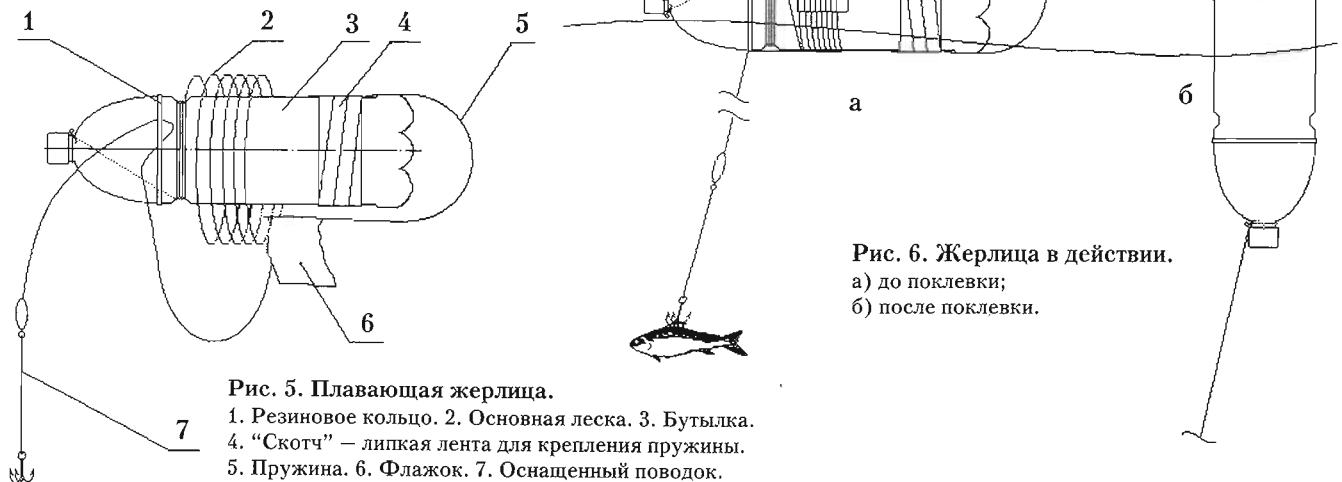 1 2 3 4 5
а б
6
7
Рис. 6. Жерлица в действии.
а) до поклевки;
б) после поклевки.
Рис. 5. Плавающая жерлица.
1. Резиновое кольцо. 2. Основная леска. 3. Бутылка.
4. “Скотч” — липкая лента для крепления пружины.
5. Пружина. 6. Флажок. 7. Оснащенный поводок.